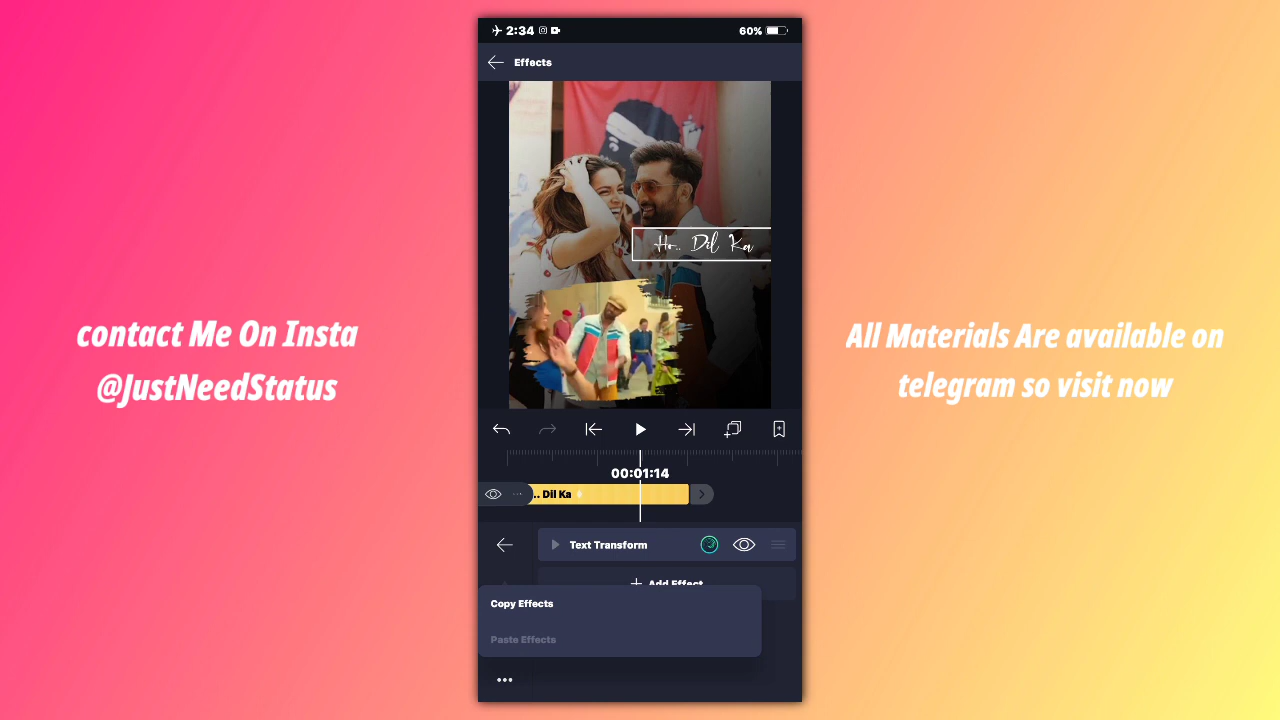 2:34
60%
Effects
Ho.. Dil Ka
contact Me On Insta
@JustNeedStatus
All Materials Are available on
telegram so visit now
00:01:14
.. Dil Ka
Text Transform
Add Effect
Copy Effects
Paste Effects